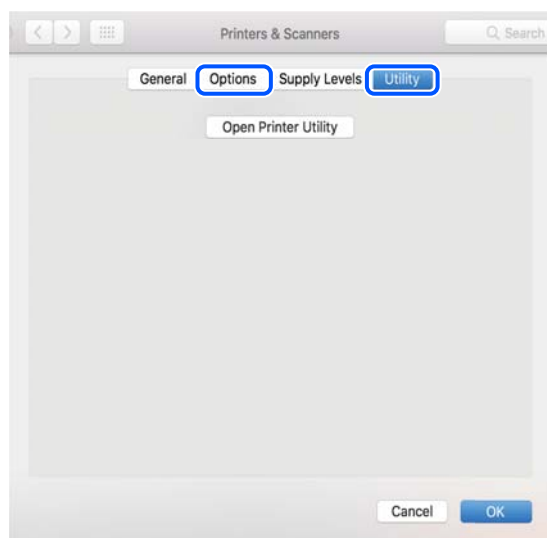 Printers & Scanners Search
General Options Supply Levels Utility
Open Printer Utility
Cancel OK